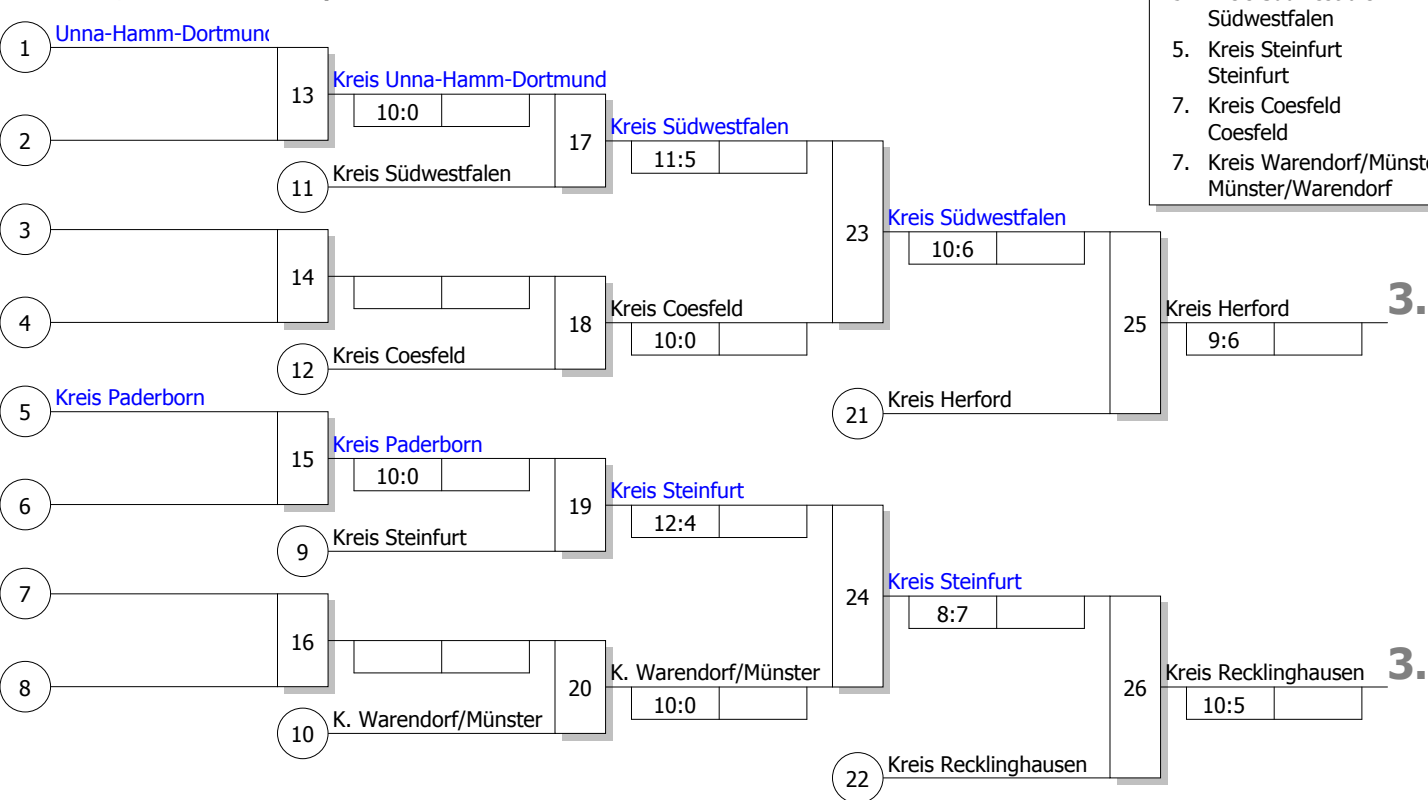 Südwestfalen
5. Kreis Steinfurt
Steinfurt
7. Kreis Coesfeld
Coesfeld
7. Kreis Warendorf/Münste
Münster/Warendorf
1 Unna-Hamm-Dortmund
13 Kreis Unna-Hamm-Dortmund
10:0
2
17 Kreis Südwestfalen
11:5
11 Kreis Südwestfalen
3
23 Kreis Südwestfalen
10:6
14
4
18 Kreis Coesfeld
10:0
25 Kreis Herford 3.
9:6
12 Kreis Coesfeld
5 Kreis Paderborn
21 Kreis Herford
15 Kreis Paderborn
10:0
6
19 Kreis Steinfurt
12:4
9 Kreis Steinfurt
7
24 Kreis Steinfurt
8:7
16
8
20 K. Warendorf/Münster
10:0
26 Kreis Recklinghausen 3.
10:5
10 K. Warendorf/Münster
22 Kreis Recklinghausen